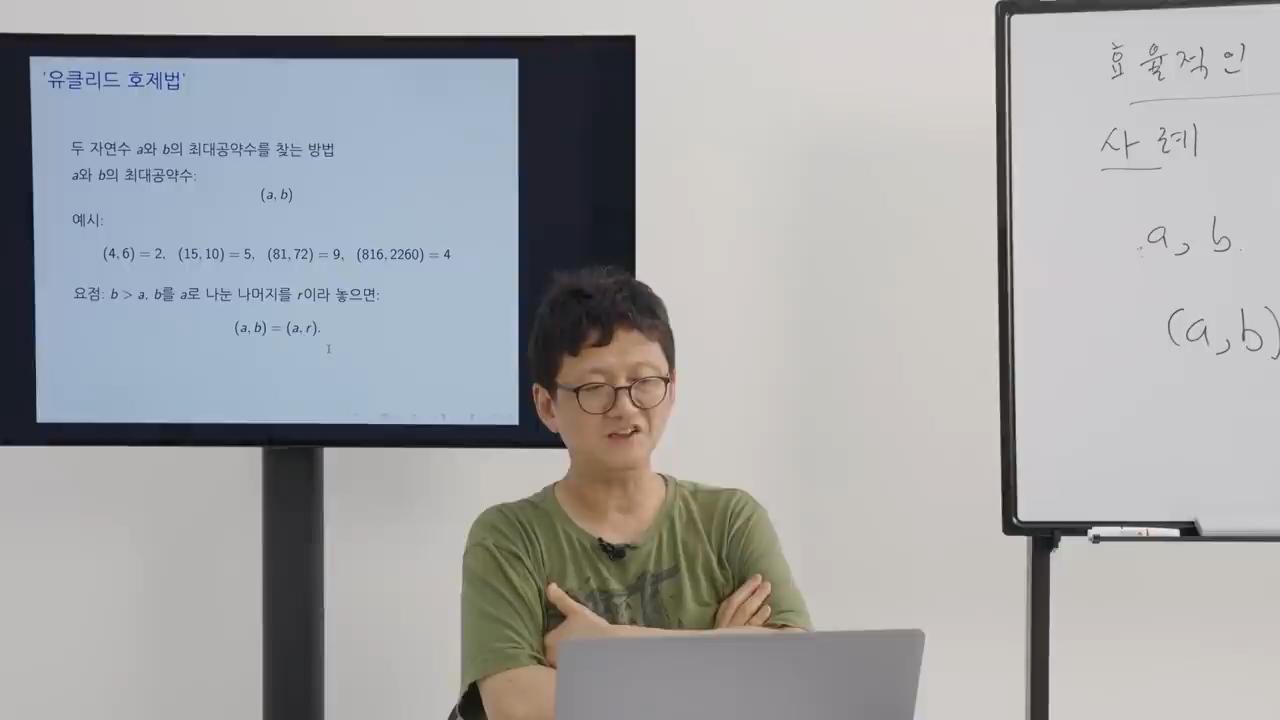 '유클리드 호제법'
두 자연수 a와 b의 최대공약수를 찾는 방법
a와 b의 최대공약수:
(a, b)
예시:
(4, 6) = 2, (15, 10) = 5, (81, 72) = 9, (816, 2260) = 4
요점: b > a. b를 a로 나눈 나머지를 r이라 놓으면:
(a, b) = (a, r).
효율적인
사례
a, b.
(a, b)